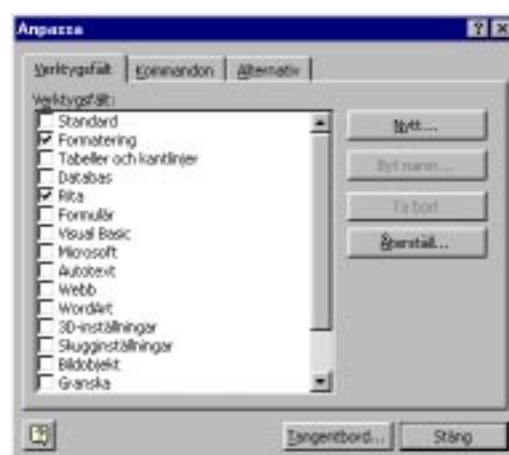 Anpassa
Verktygsfält Kommandon Alternativ
Verktygsfält:
Standard
Formatering
Tabeller och kantlinjer
Databas
Rita
Formulär
Visual Basic
Microsoft
Autotext
Webb
WordArt
3D-inställningar
Skugginställningar
Bildobjekt
Granska
Nytt...
Byt namn...
Ta bort
Återställ...
Tangentbord... Stäng